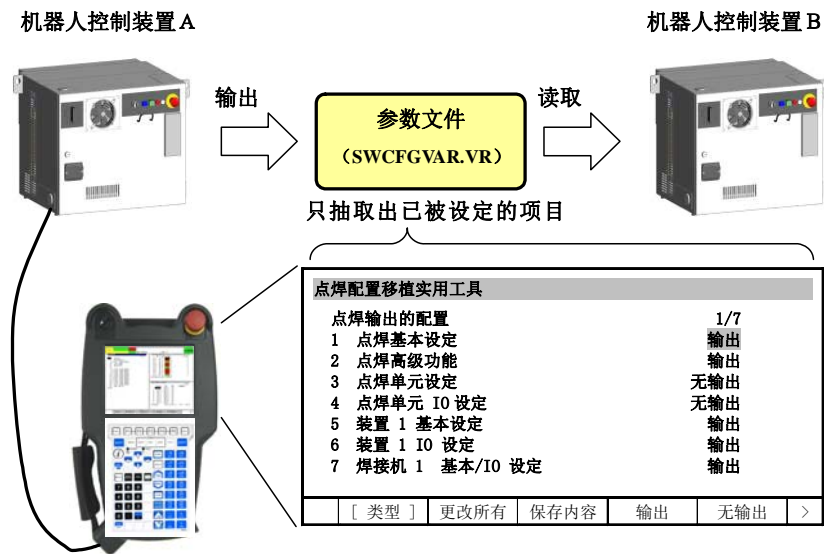 机器人控制装置A
机器人控制装置B
输出
参数文件
（SWCFGVAR.VR）
读取
只抽取出已被设定的项目
点焊配置移植实用工具
点焊输出的配置 1/7
1 点焊基本设定 输出
2 点焊高级功能 输出
3 点焊单元设定 无输出
4 点焊单元 IO 设定 无输出
5 装置 1 基本设定 输出
6 装置 1 IO 设定 输出
7 焊接机 1 基本/IO 设定 输出
[ 类型 ] 更改所有 保存内容 输出 无输出 >